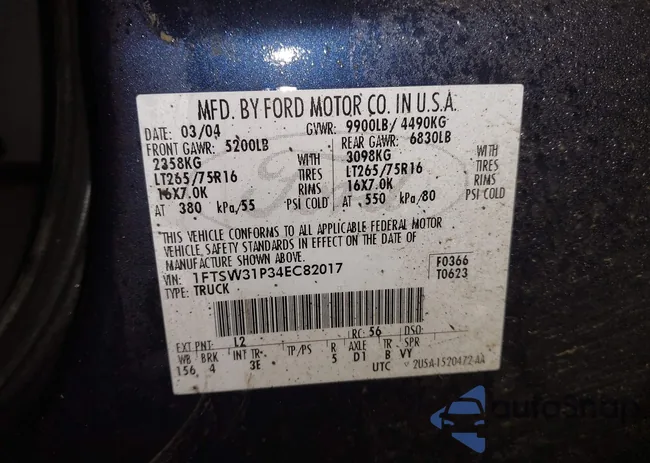 MFD. BY FORD MOTOR CO. IN U.S.A.
DATE: 03/04 GVWR: 9900LB/ 4490KG
FRONT GAWR: 5200LB REAR GAWR: 6830LB
2358KG WITH 3098KG WITH
LT265/75R16 TIRES LT265/75R16 TIRES
16X7.0K RIMS 16X7.0K RIMS
AT 380 kPa/55 PSI COLD AT 550 kPa/80 PSI COLD
Ford
THIS VEHICLE CONFORMS TO ALL APPLICABLE FEDERAL MOTOR
VEHICLE SAFETY STANDARDS IN EFFECT ON THE DATE OF
MANUFACTURE SHOWN ABOVE.
VIN: 1FTSW31P34EC82017 F0366
TYPE: TRUCK T0623
EXT PNT: L2 RC: 56 DSO:
WB BRK INT TR TP/PS R AXLE TR SPR
156 4 3E 5 D1 B VY
UTC 2U5A-1520472-AA
autosnap